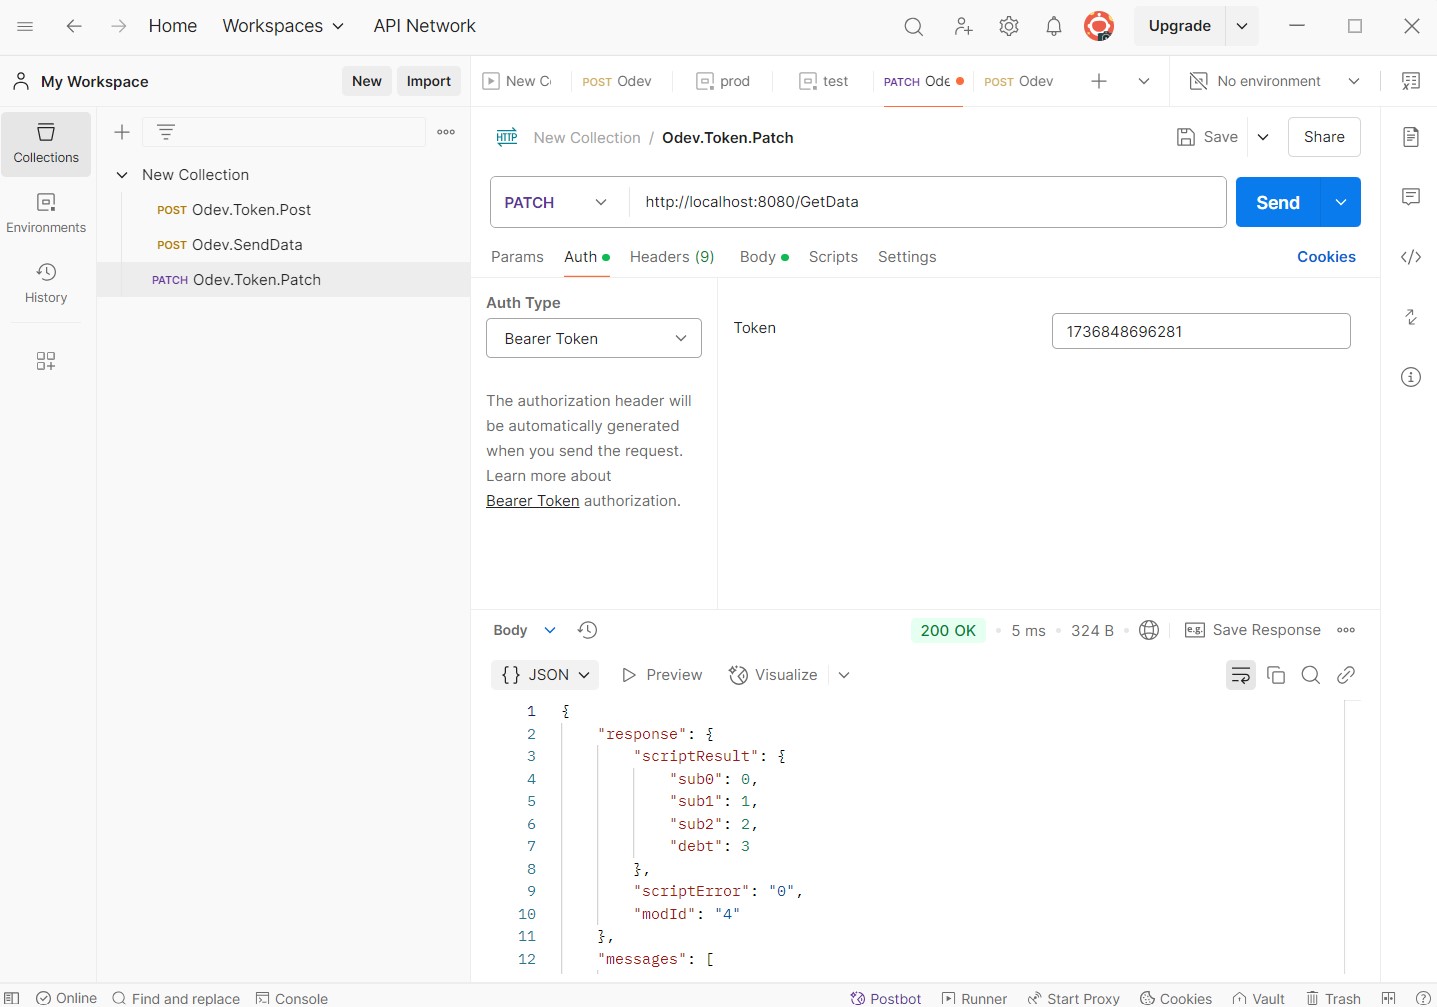 Home Workspaces API Network Upgrade
My Workspace New Import New C POST Odev prod test PATCH Ode POST Odev No environment
New Collection / Odev.Token.Patch Save Share
Collections
Environments
History
New Collection
POST Odev.Token.Post
POST Odev.SendData
PATCH Odev.Token.Patch
PATCH http://localhost:8080/GetData Send
Params Auth Headers (9) Body Scripts Settings Cookies
Auth Type
Bearer Token
Token 1736848696281
The authorization header will
be automatically generated
when you send the request.
Learn more about
Bearer Token authorization.
Body 200 OK 5 ms 324 B e.g. Save Response
{} JSON Preview Visualize
1 {
2 "response": {
3 "scriptResult": {
4 "sub0": 0,
5 "sub1": 1,
6 "sub2": 2,
7 "debt": 3
8 },
9 "scriptError": "0",
10 "modId": "4"
11 },
12 "messages": [
Online Find and replace Console Postbot Runner Start Proxy Cookies Vault Trash